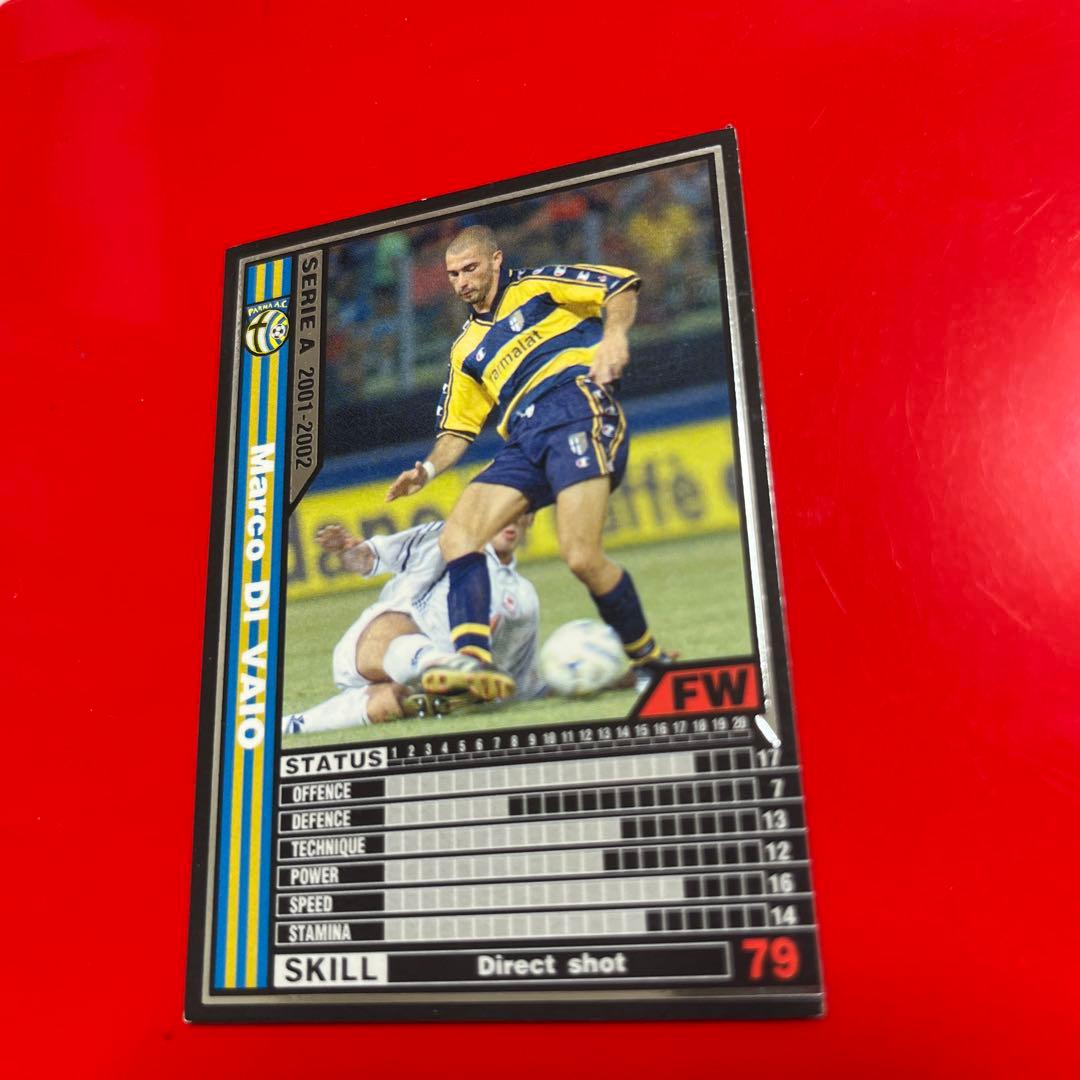 PARMA A.C.
SERIE A 2001-2002
Marco DI VAIO
Parmalat
caffè
FW
STATUS 1 2 3 4 5 6 7 8 9 10 11 12 13 14 15 16 17 18 19 20
OFFENCE 17
DEFENCE 7
TECHNIQUE 13
POWER 12
SPEED 16
STAMINA 14
SKILL Direct shot 79